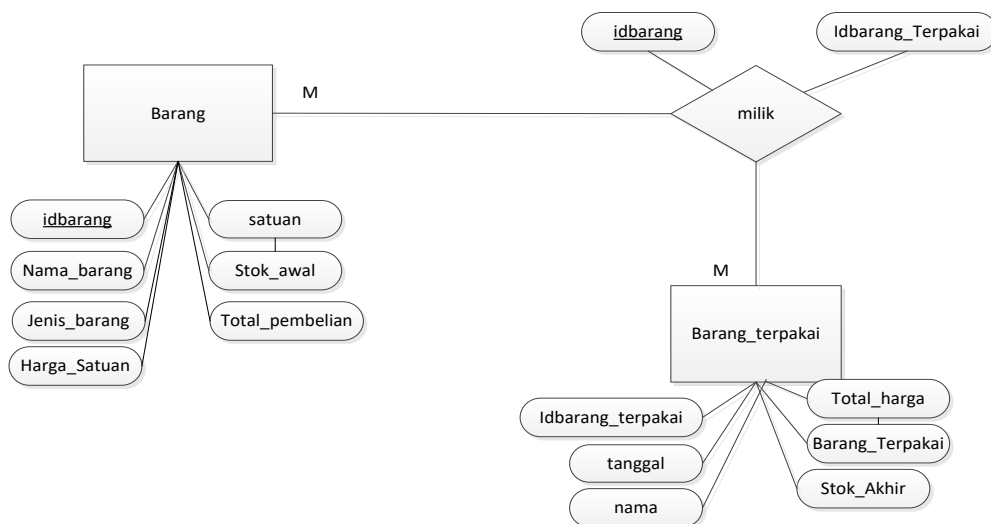 idbarang
Idbarang_Terpakai
M
Barang
milik
idbarang
satuan
Nama_barang
Stok_awal
Jenis_barang
Total_pembelian
Harga_Satuan
M
Barang_terpakai
Total_harga
Idbarang_terpakai
Barang_Terpakai
tanggal
Stok_Akhir
nama